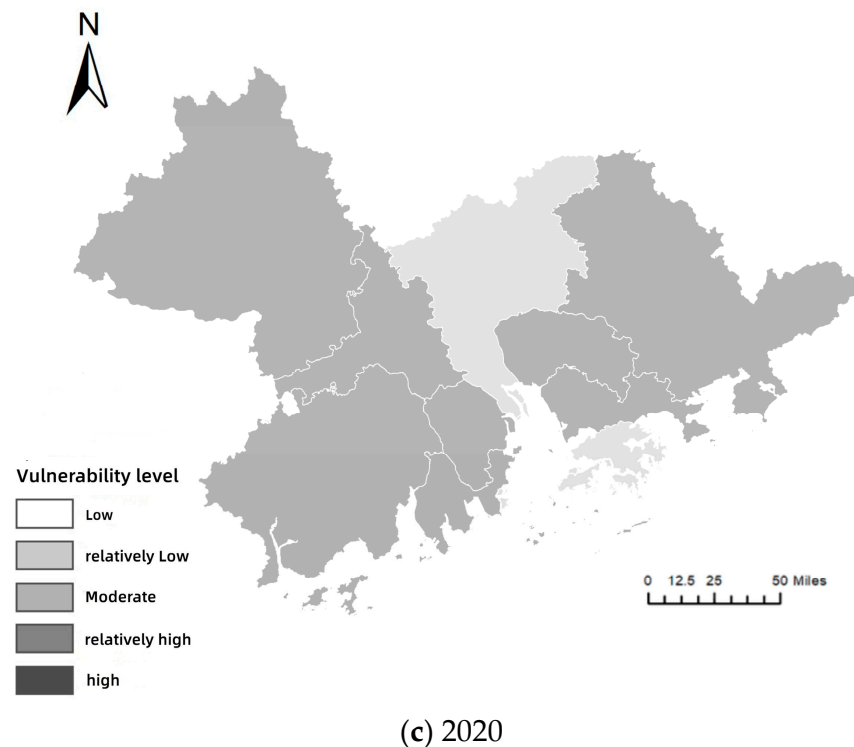 N
Vulnerability level
Low
relatively Low
Moderate
relatively high
high
0 12.5 25 50 Miles
(c) 2020